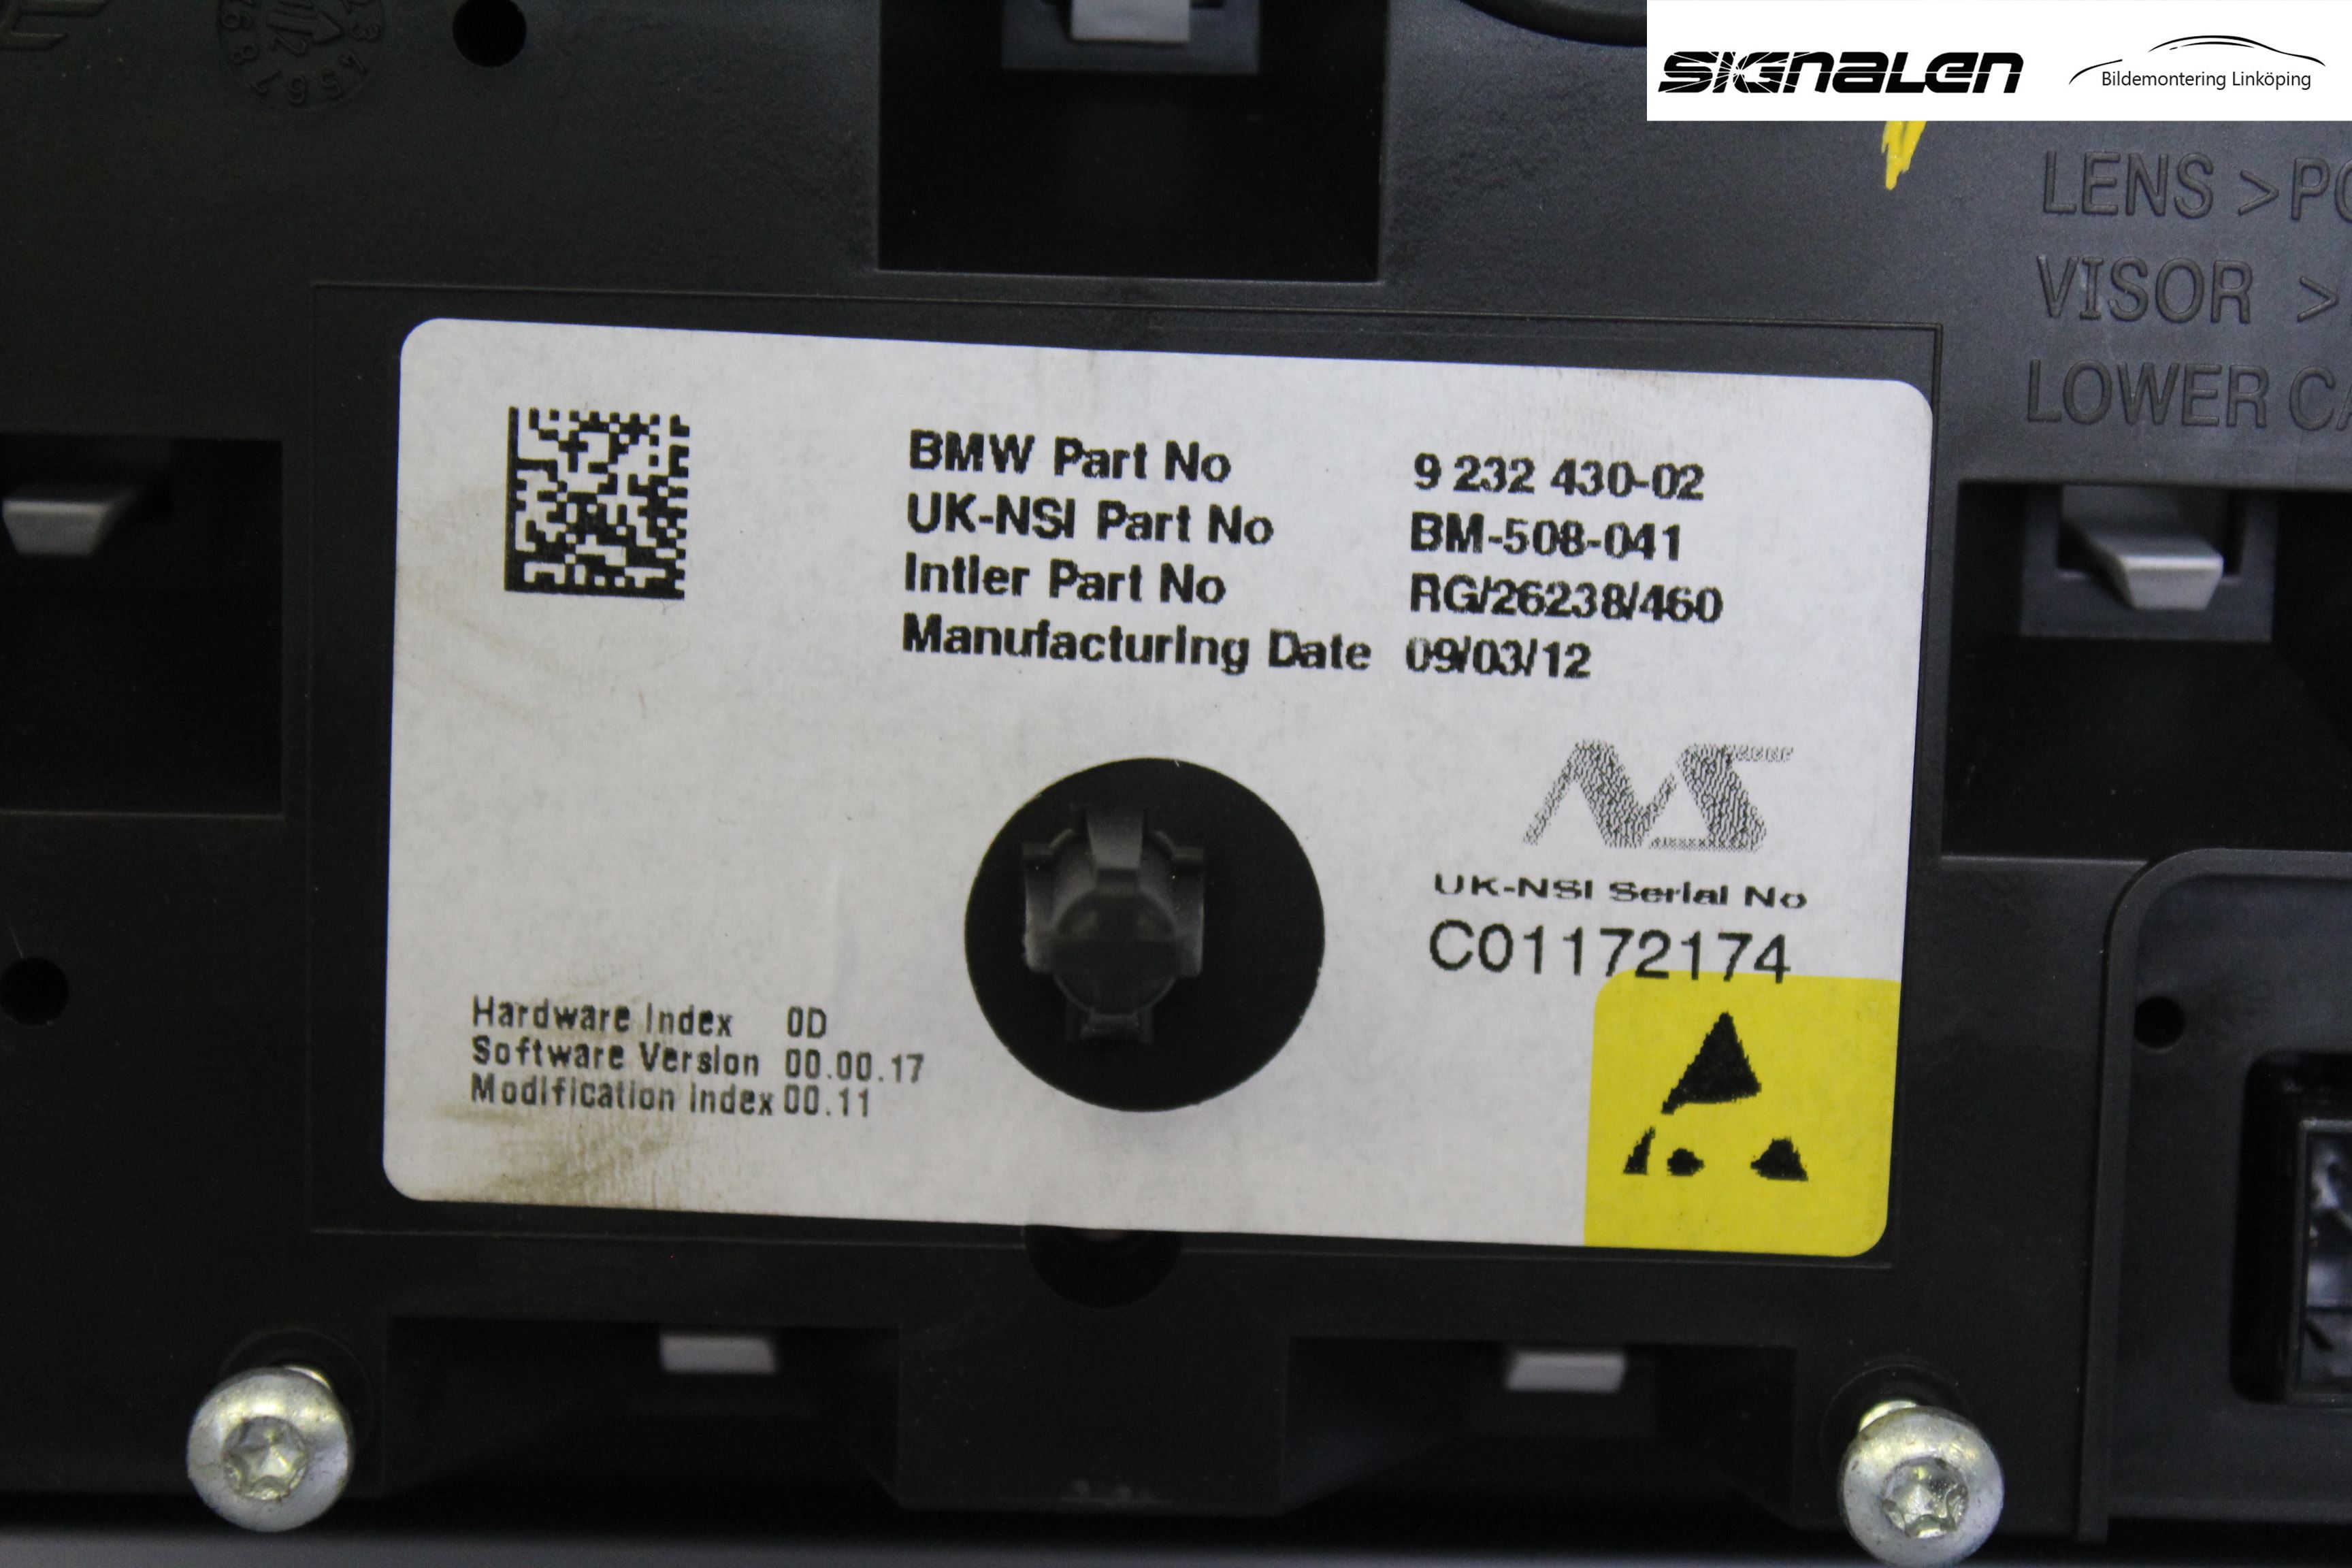 SIGNALEN
Bildemontering Linköping
LENS >
VISOR >
LOWER
BMW Part No 9 232 430-02
UK-NSI Part No BM-508-041
Intier Part No RG/26238/460
Manufacturing Date 09/03/12
NS
UK-NSI Serial No
C01172174
Hardware Index 0D
Software Version 00.00.17
Modification Index 00.11